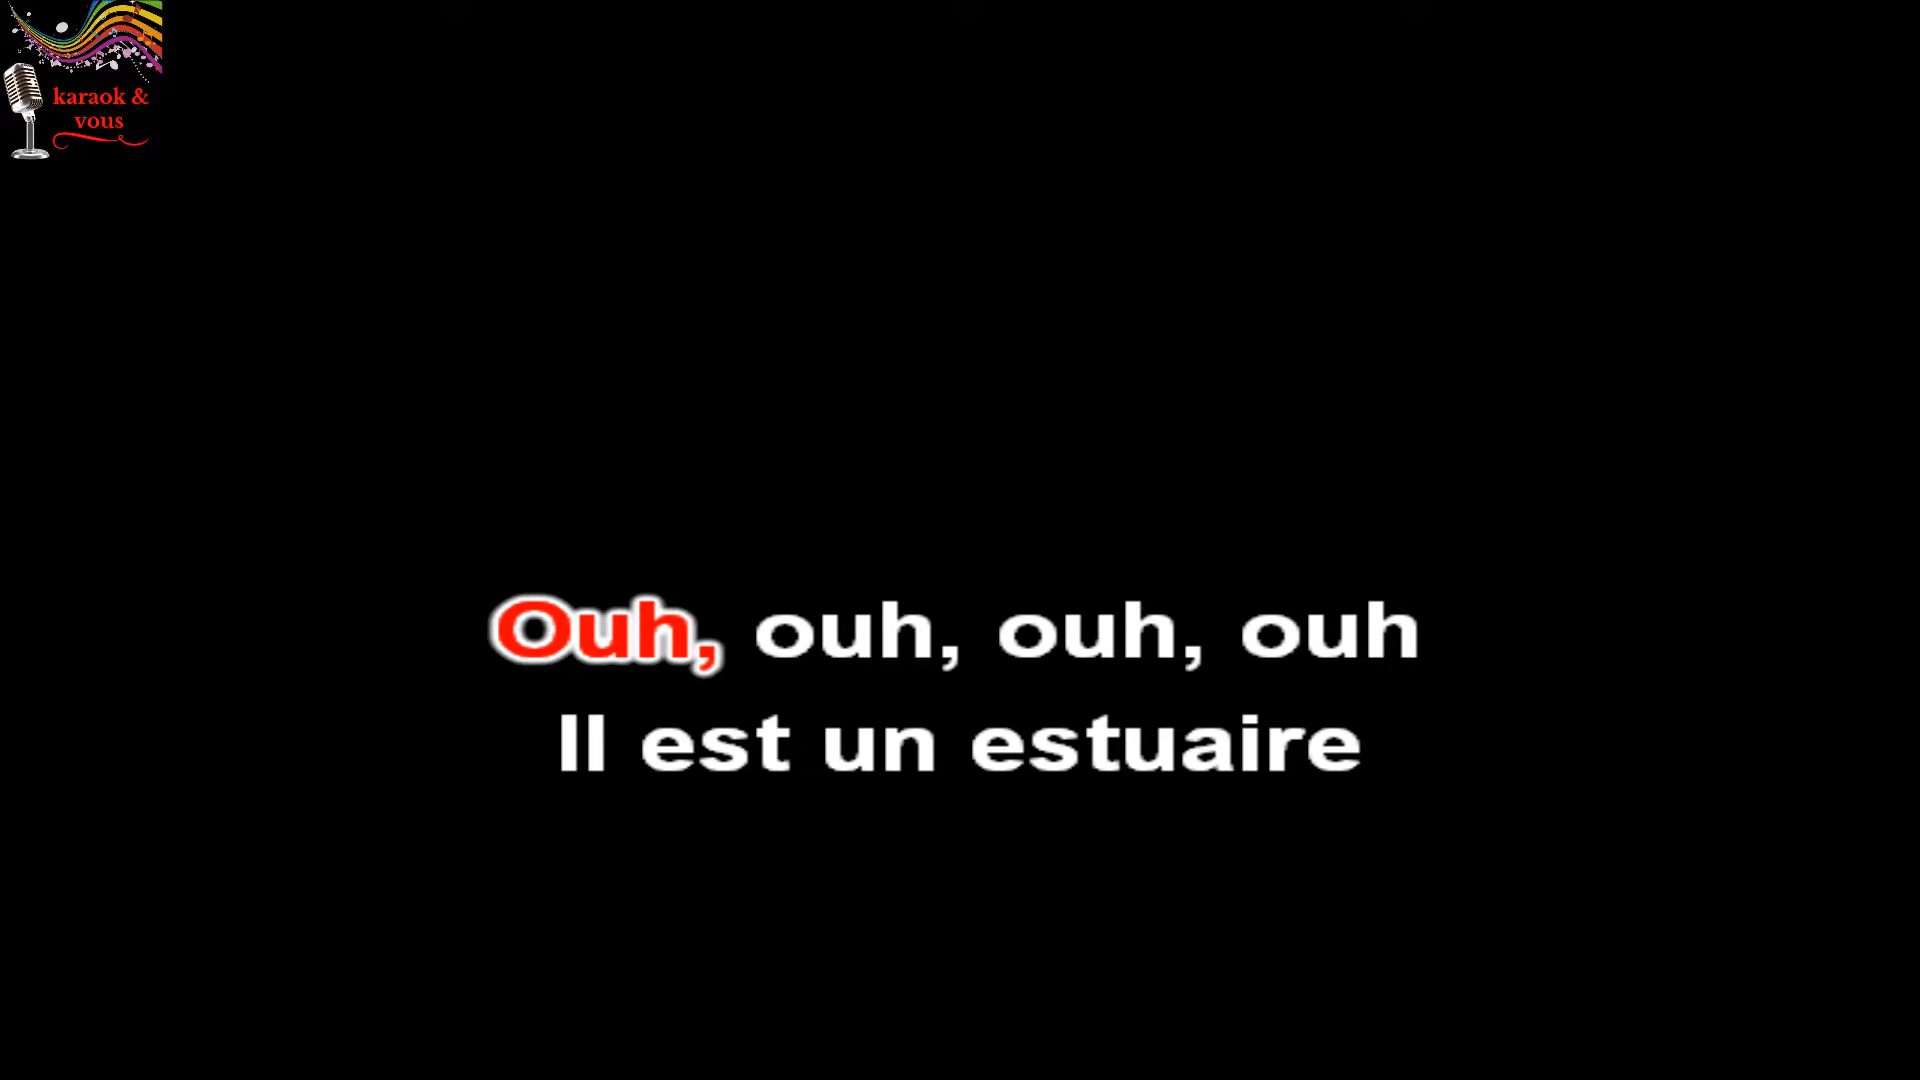 karaok &
vous
Ouh, ouh, ouh, ouh
Il est un estuaire